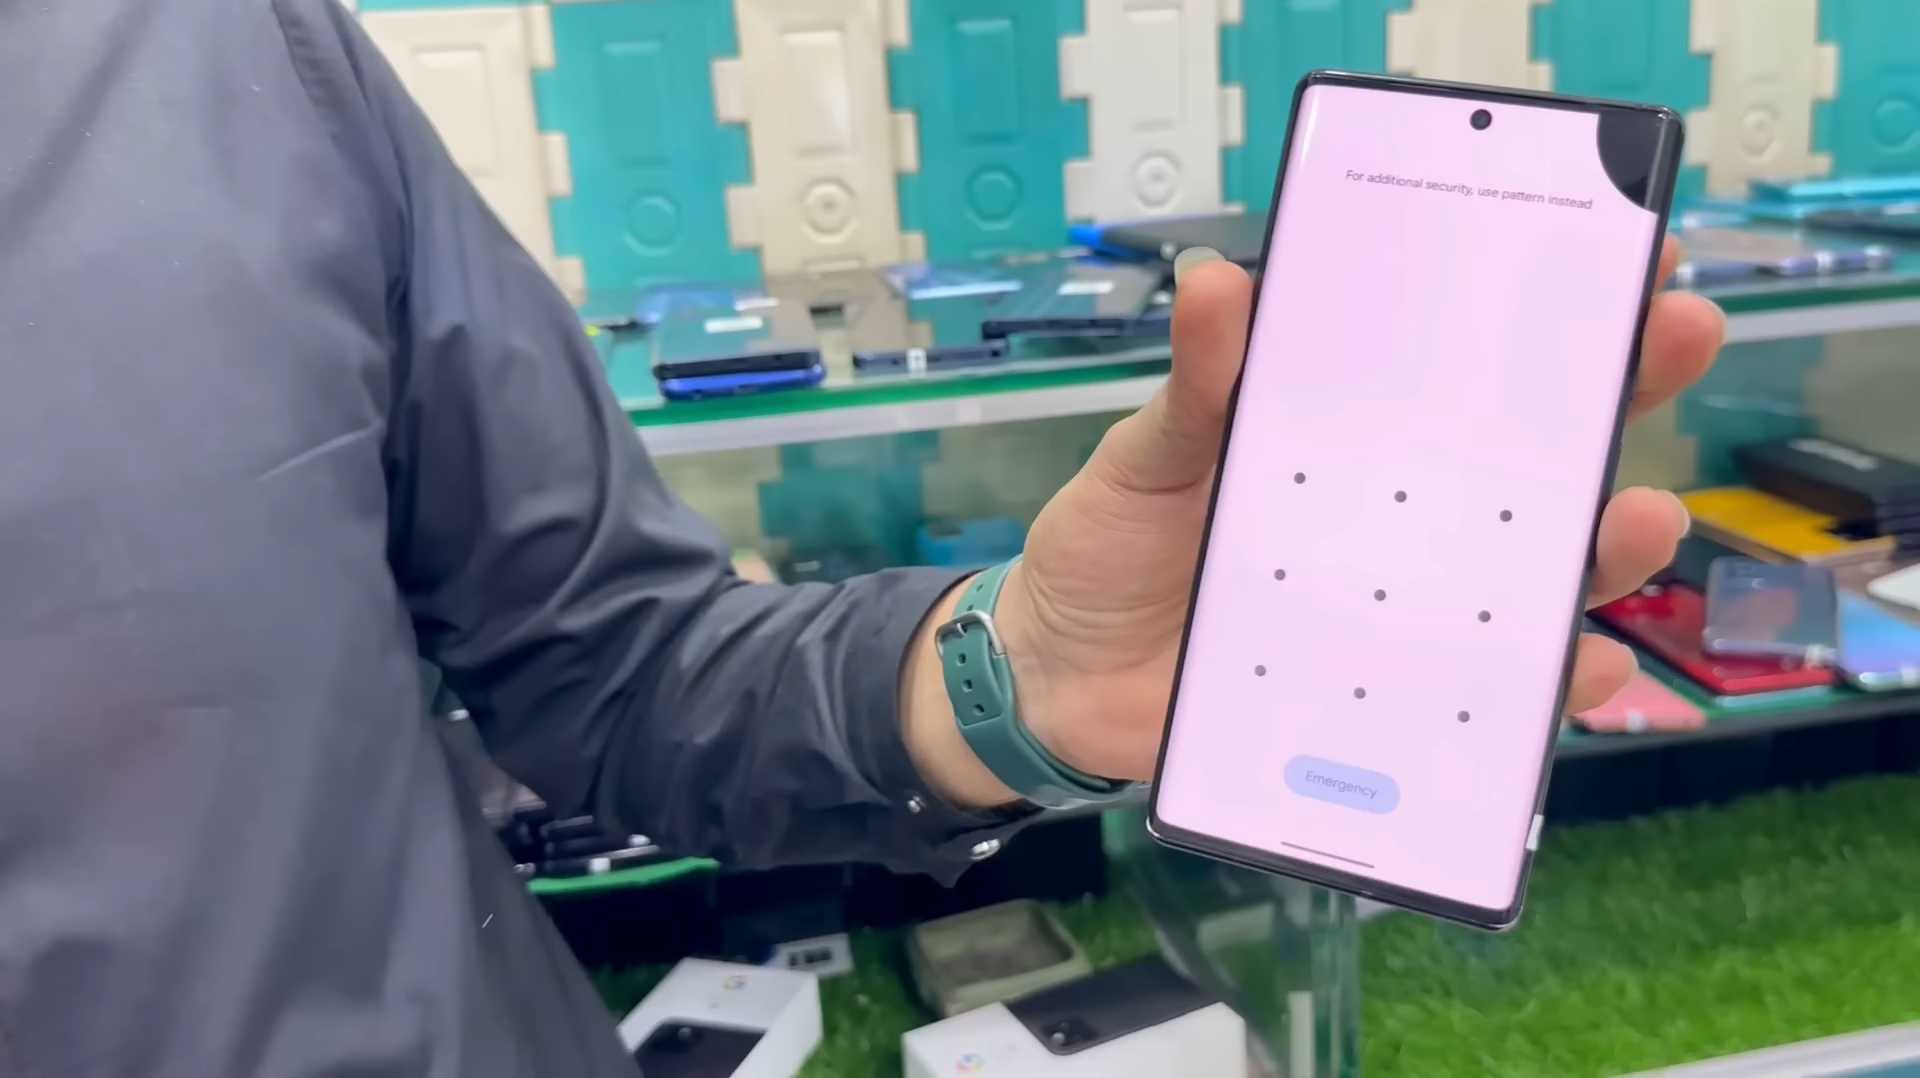 For additional security, use pattern instead
Emergency